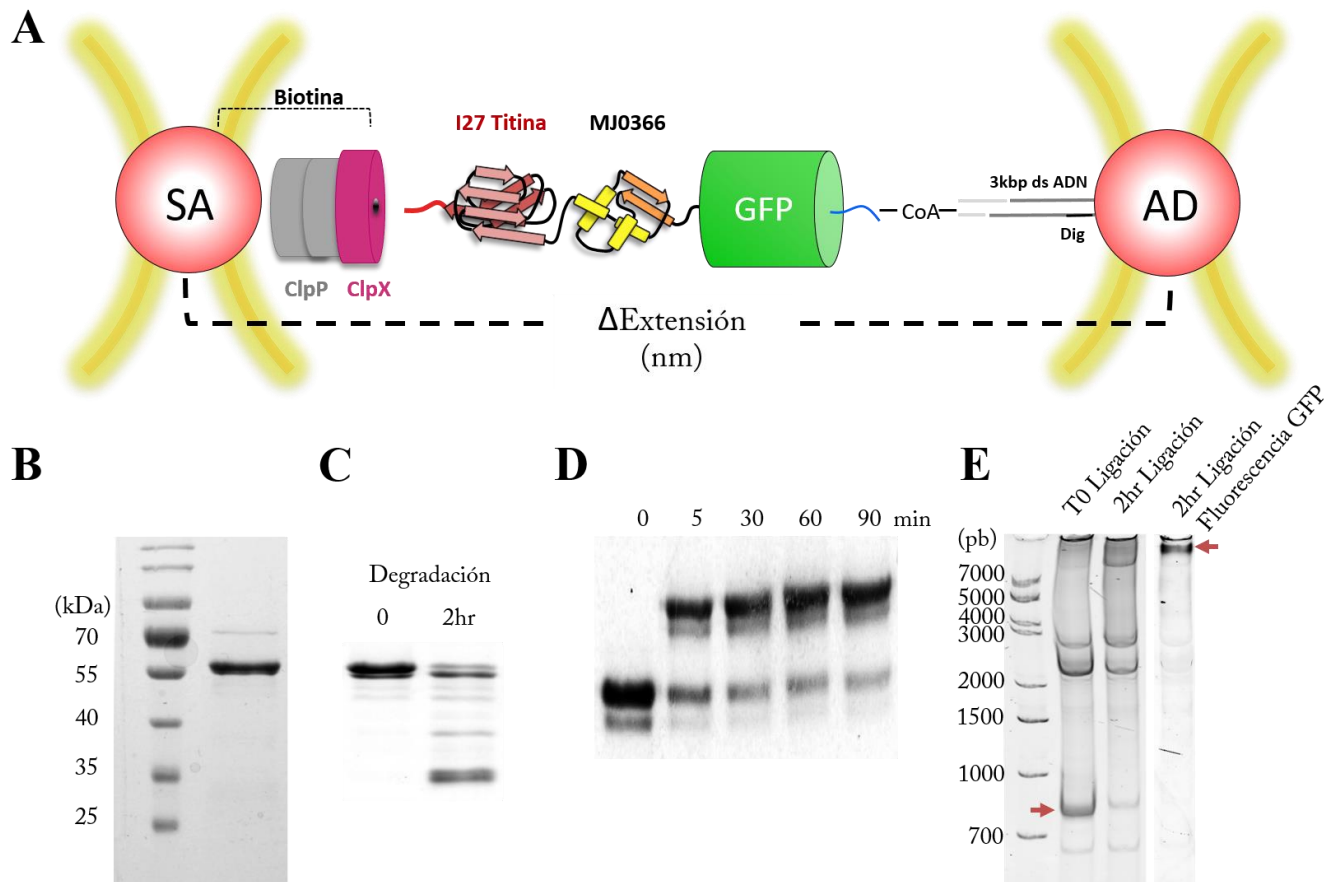 A
Biotina
I27 Titina
MJ0366
SA
GFP
CoA
3kbp ds ADN
Dig
AD
ClpP
ClpX
ΔExtensión
(nm)
B
(kDa)
70
55
40
35
25
C
Degradación
0 2hr
D
0 5 30 60 90 min
E
T0 Ligación
2hr Ligación
2hr Ligación
Fluorescencia GFP
(pb)
7000
5000
4000
3000
2000
1500
1000
700